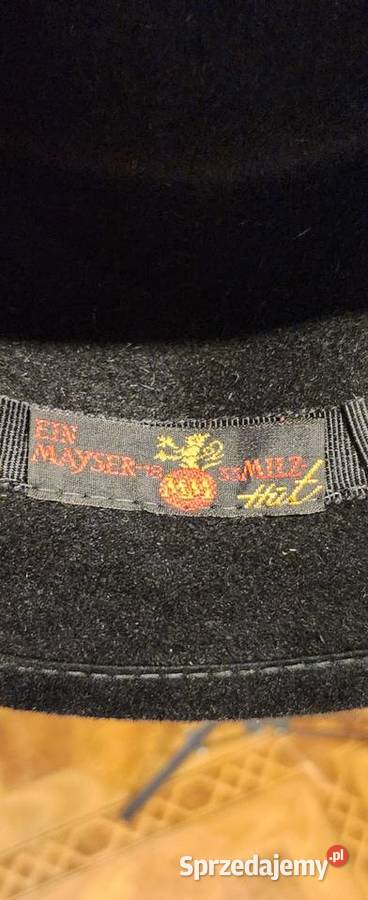 EIN
MAYSER-
MILZ-
Hut
MM
Sprzedajemy.pl